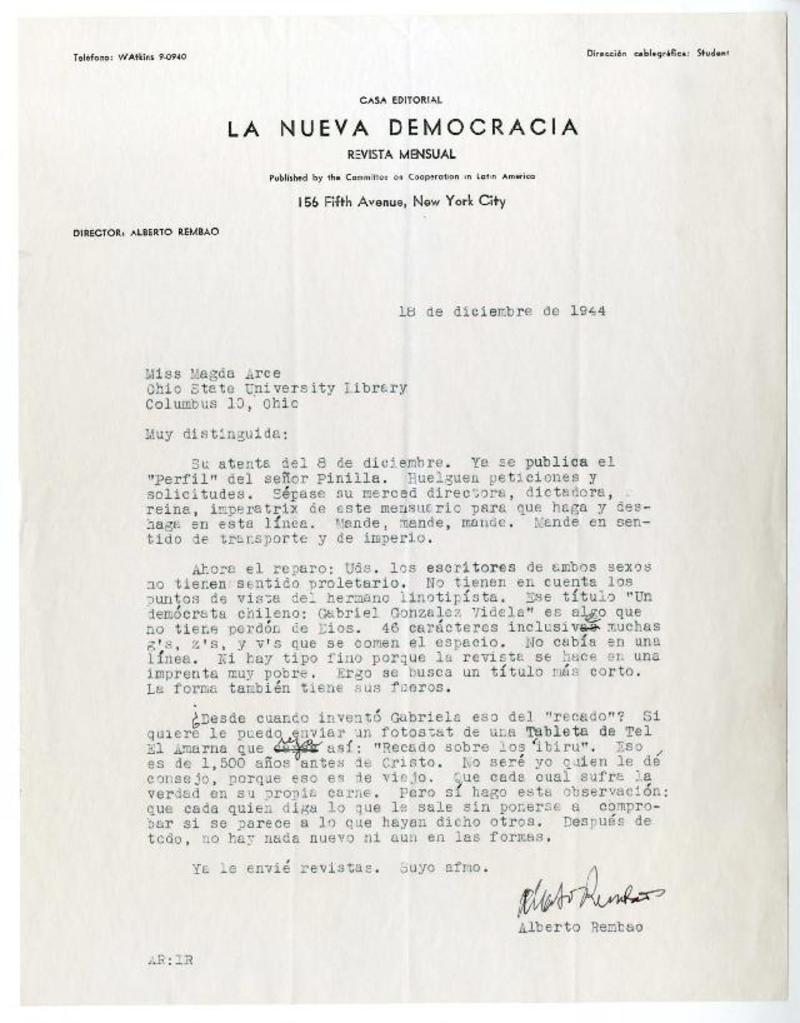 Teléfono: WAtkins 9-0940
Dirección cablegráfica: Student
CASA EDITORIAL
LA NUEVA DEMOCRACIA
REVISTA MENSUAL
Published by the Committee on Cooperation in Latin America
156 Fifth Avenue, New York City
DIRECTOR: ALBERTO REMBAO
18 de diciembre de 1944
Miss Magda Arce
Ohio State University Library
Columbus 10, Ohio
Muy distinguida:
Su atenta del 8 de diciembre. Ya se publica el
"Perfil" del señor Pinilla. Huelguen peticiones y
solicitudes. Sépase su merced directora, dictadora,
reina, imperatrix de este mensuario para que haga y des-
haga en esta línea. Mande, mande, mande. Mande en sen-
tido de transporte y de imperio.
Ahora el reparo: Uds. los escritores de ambos sexos
no tienen sentido proletario. No tienen en cuenta los
puntos de vista del hermano linotipísta. Ese título "Un
demócrata chileno: Gabriel Gonzalez Videla" es algo que
no tiene perdón de Dios. 46 carácteres inclusive muchas
g's, z's, y v's que se comen el espacio. No cabía en una
línea. Ni hay tipo fino porque la revista se hace en una
imprenta muy pobre. Ergo se busca un título más corto.
La forma también tiene sus fueros.
¿Desde cuando inventó Gabriela eso del "recado"? Si
quiere le puedo enviar un fotostat de una Tableta de Tel
El Amarna que reza así: "Recado sobre los ibiru". Eso
es de 1,500 años antes de Cristo. No seré yo quien le dé
consejo, porque eso es de viejo. Que cada cual sufra la
verdad en su propia carne. Pero sí hago esta observación:
que cada quien diga lo que le sale sin ponerse a compro-
bar si se parece a lo que hayan dicho otros. Después de
todo, no hay nada nuevo ni aun en las formas.
Ya le envié revistas. Suyo afmo.
Alberto Rembao
Alberto Rembao
AR:IR